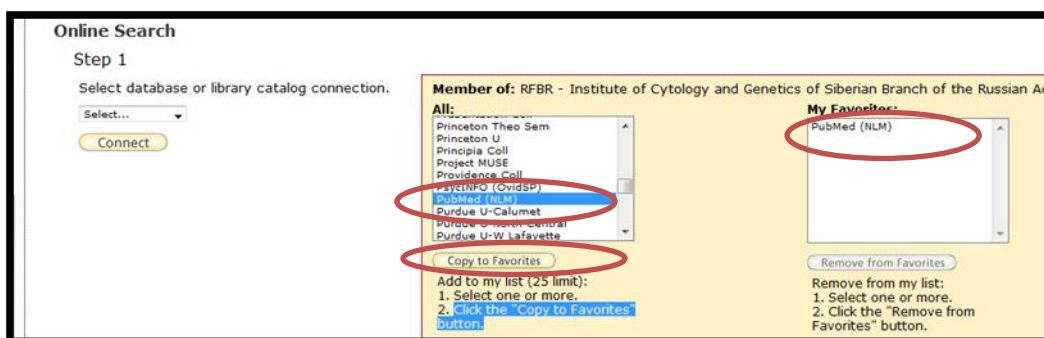 Online Search
Step 1
Select database or library catalog connection.
Select...
Connect
Member of: RFBR - Institute of Cytology and Genetics of Siberian Branch of the Russian
All:
Princeton Theo Sem
Princeton U
Principia Coll
Project MUSE
Providence Coll
PsycINFO (OvidSP)
PubMed (NLM)
Purdue U-Calumet
Purdue U-North Central
Purdue U-W Lafayette
Copy to Favorites
Add to my list (25 limit):
1. Select one or more.
2. Click the "Copy to Favorites"
button.
My Favorites:
PubMed (NLM)
Remove from Favorites
Remove from my list:
1. Select one or more.
2. Click the "Remove from
Favorites" button.